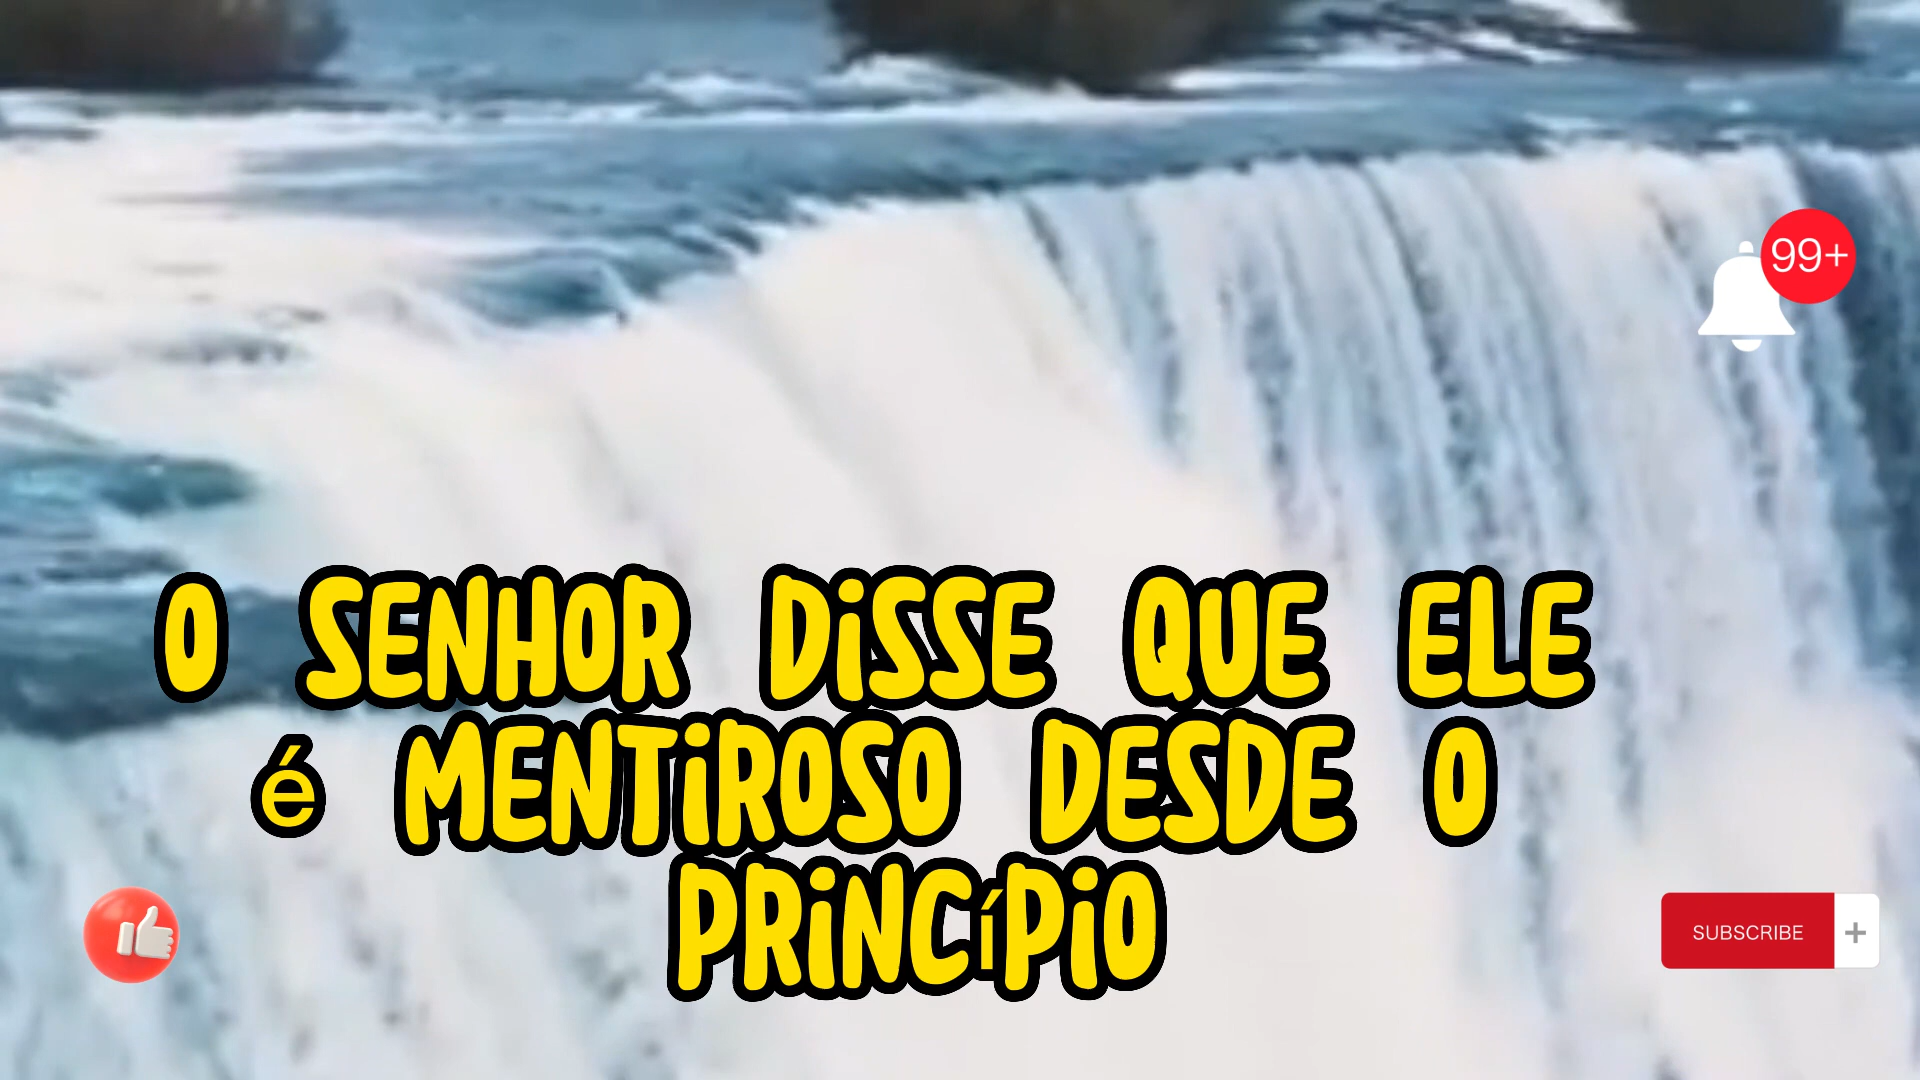 99+
O SENHOR DiSSE QUE ELE
é MENTiROSO DESDE O
PRiNCíPiO
SUBSCRIBE +